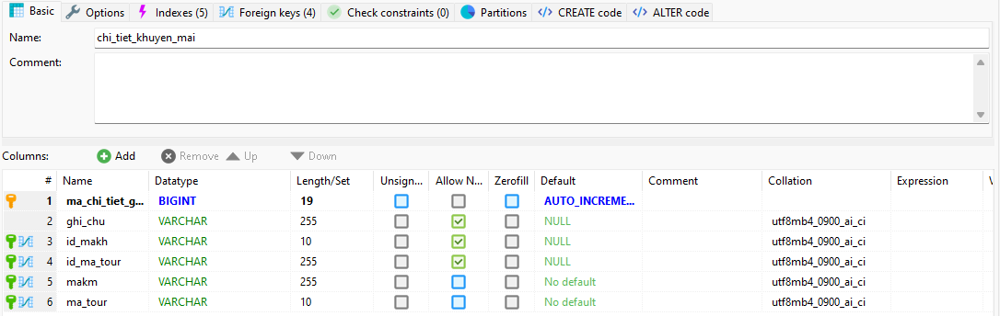 Basic Options Indexes (5) Foreign keys (4) Check constraints (0) Partitions CREATE code ALTER code
Name: chi_tiet_khuyen_mai
Comment:
Columns: Add Remove Up Down
# Name Datatype Length/Set Unsign... Allow N... Zerofill Default Comment Collation Expression V
1 ma_chi_tiet_g... BIGINT 19 AUTO_INCREME...
2 ghi_chu VARCHAR 255 NULL utf8mb4_0900_ai_ci
3 id_makh VARCHAR 10 NULL utf8mb4_0900_ai_ci
4 id_ma_tour VARCHAR 255 NULL utf8mb4_0900_ai_ci
5 makm VARCHAR 255 No default utf8mb4_0900_ai_ci
6 ma_tour VARCHAR 10 No default utf8mb4_0900_ai_ci